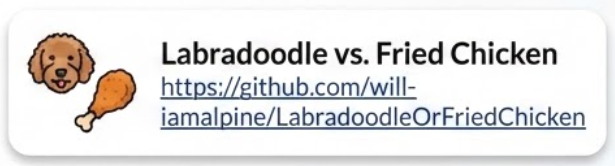 Labradoodle vs. Fried Chicken
https://github.com/will-
iamalpine/LabradoodleOrFriedChicken